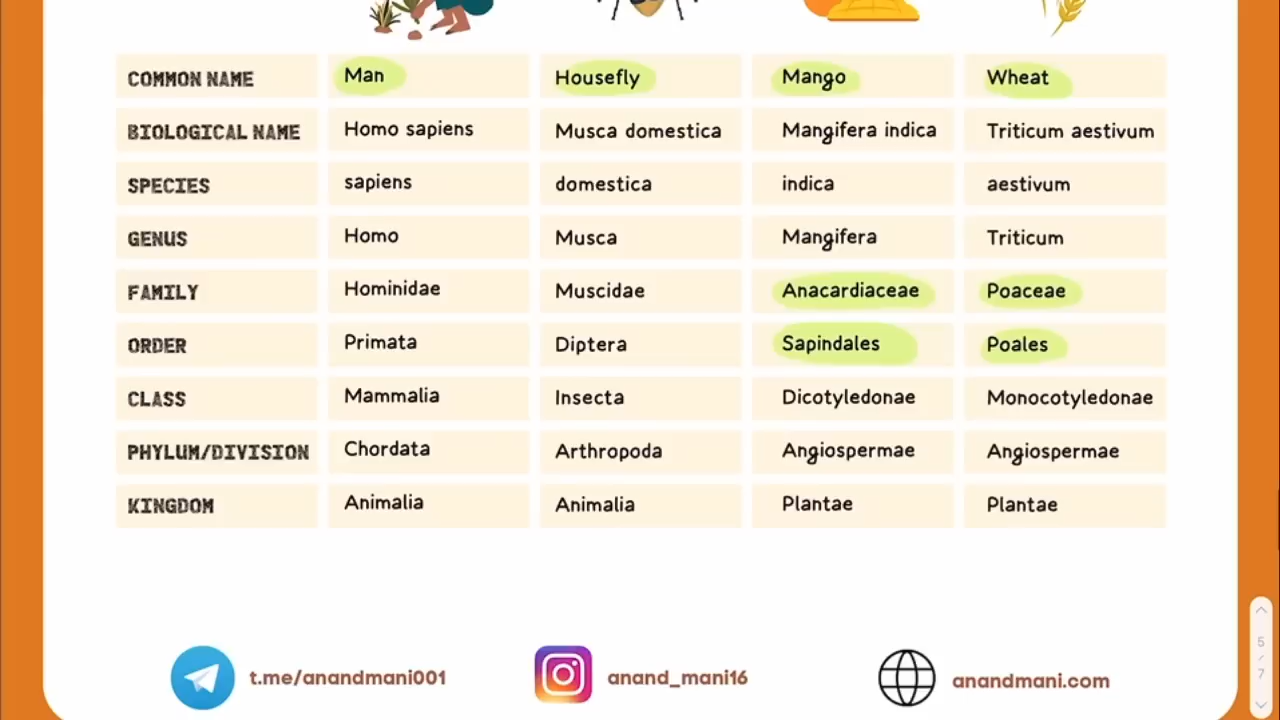 COMMON NAME Man Housefly Mango Wheat
BIOLOGICAL NAME Homo sapiens Musca domestica Mangifera indica Triticum aestivum
SPECIES sapiens domestica indica aestivum
GENUS Homo Musca Mangifera Triticum
FAMILY Hominidae Muscidae Anacardiaceae Poaceae
ORDER Primata Diptera Sapindales Poales
CLASS Mammalia Insecta Dicotyledonae Monocotyledonae
PHYLUM/DIVISION Chordata Arthropoda Angiospermae Angiospermae
KINGDOM Animalia Animalia Plantae Plantae
t.me/anandmani001 anand_mani16 anandmani.com
5
/
7